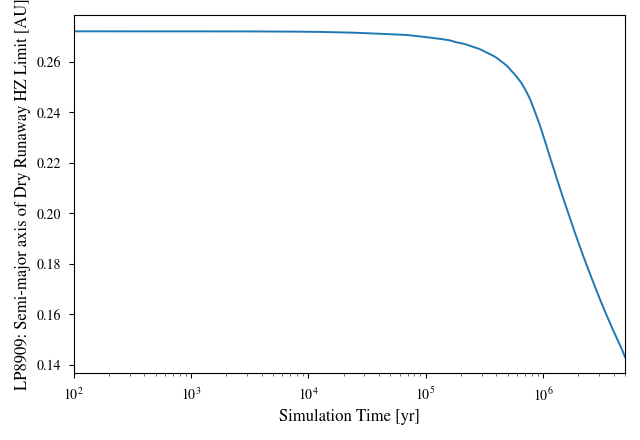 LP8909: Semi-major axis of Dry Runaway HZ Limit [AU]
0.26
0.24
0.22
0.20
0.18
0.16
0.14
10² 10³ 10⁴ 10⁵ 10⁶
Simulation Time [yr]